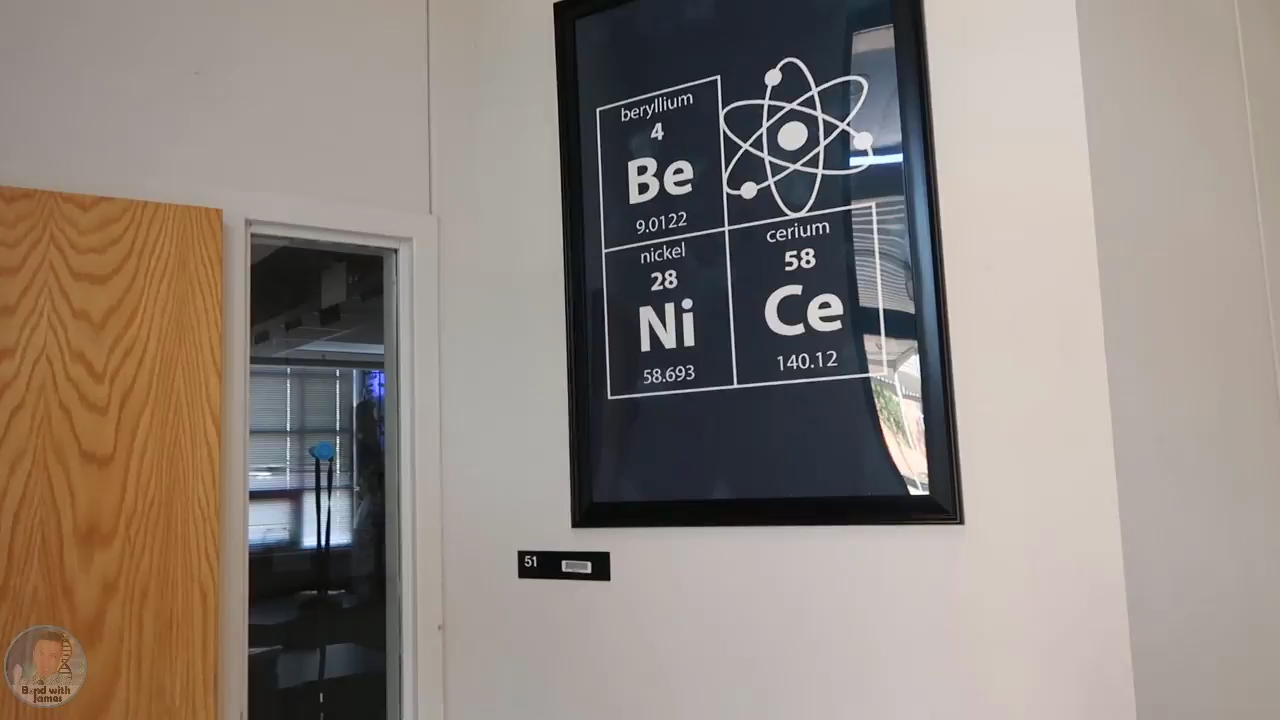 beryllium
4
Be
9.0122
nickel
28
Ni
58.693
cerium
58
Ce
140.12
51
Bond with
James